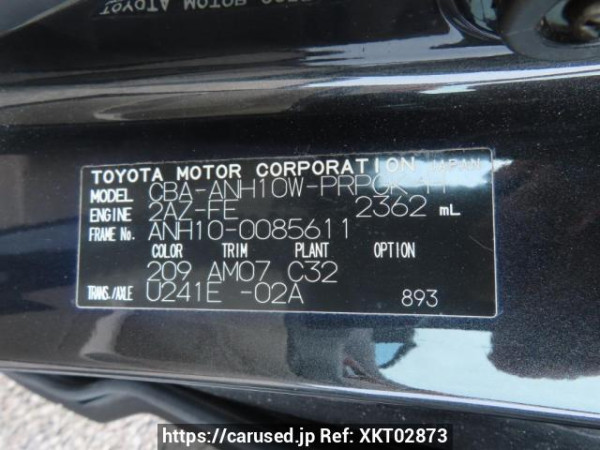 TOYOTA MOTOR CORPORATION JAPAN
MODEL CBA-ANH10W-PRPGK
ENGINE 2AZ-FE 2362 mL
FRAME No. ANH10-0085611
COLOR TRIM PLANT OPTION
209 AM07 C32
TRANS./AXLE U241E -02A 893
https://carused.jp Ref: XKT02873